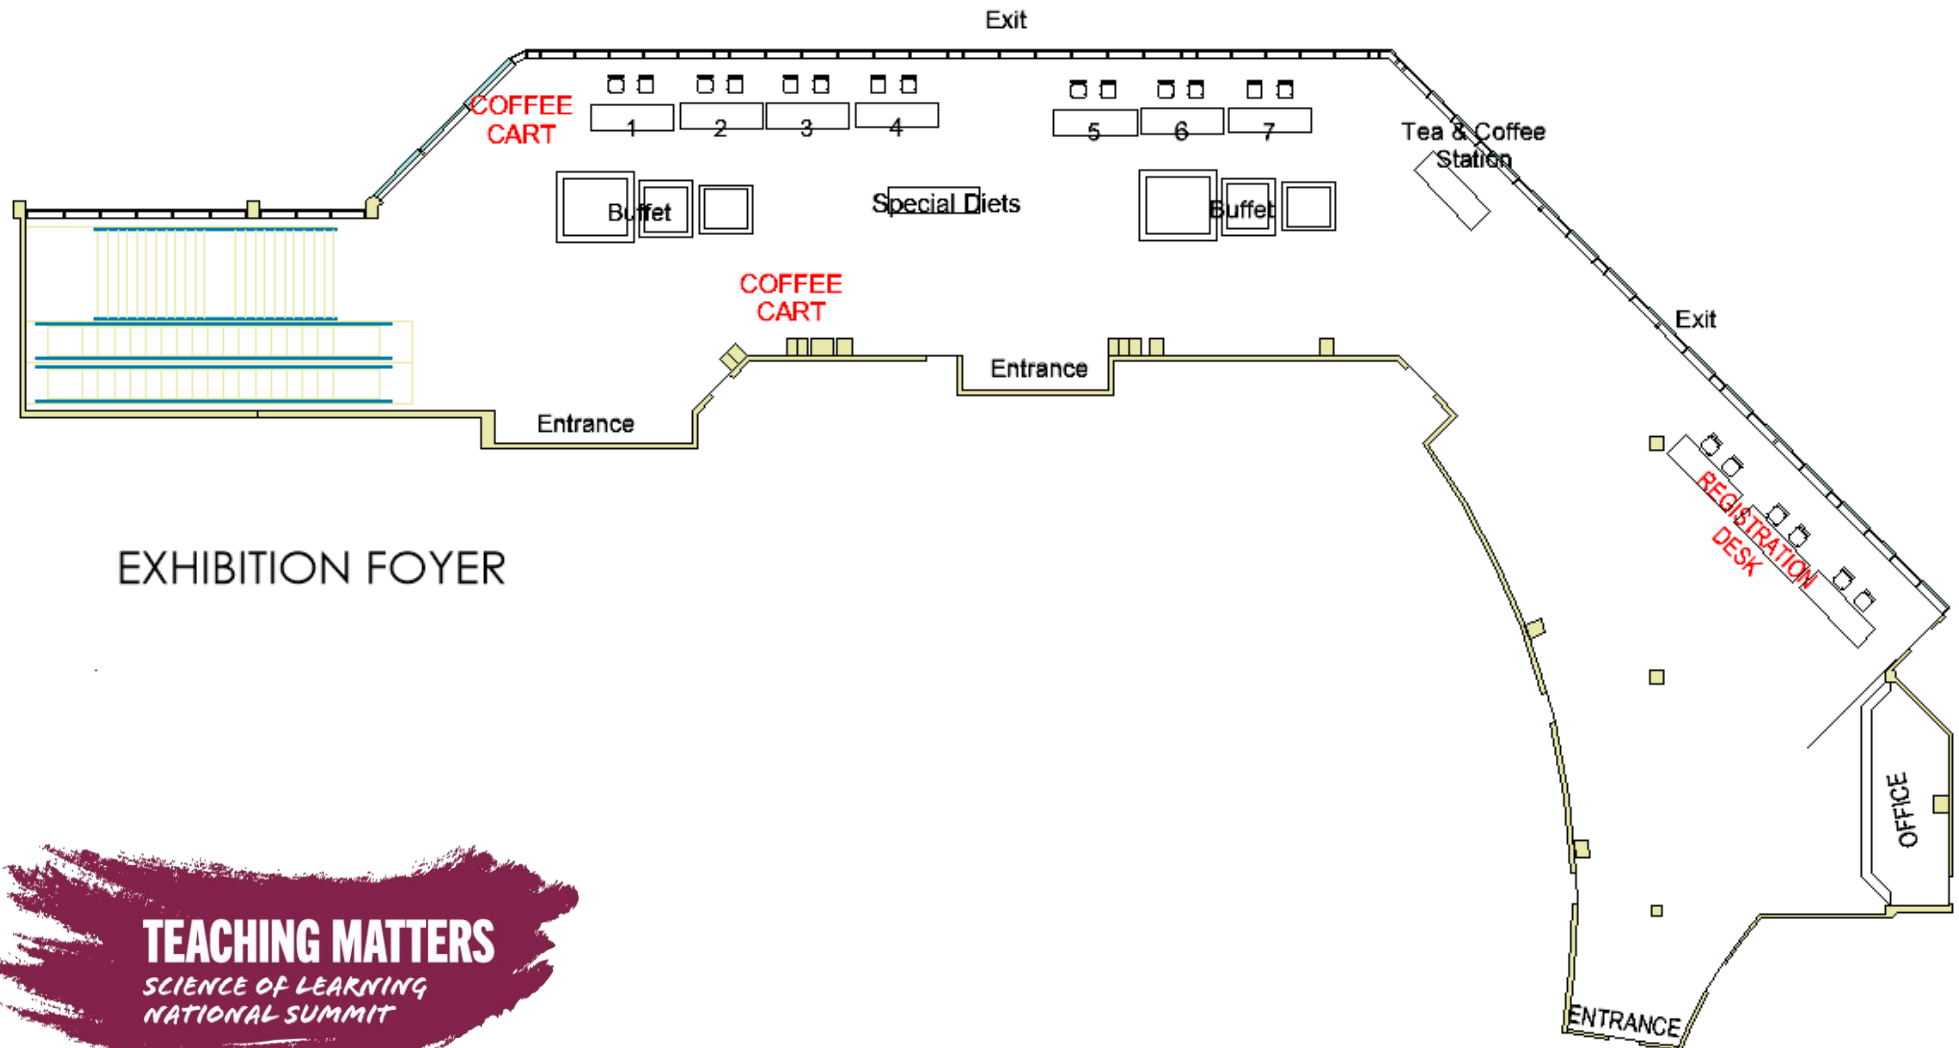 Exit
COFFEE
CART
1
2
3
4
5
6
7
Tea & Coffee
Station
Buffet
Special Diets
Buffet
COFFEE
CART
Exit
Entrance
Entrance
REGISTRATION
DESK
EXHIBITION FOYER
OFFICE
TEACHING MATTERS
SCIENCE OF LEARNING
NATIONAL SUMMIT
ENTRANCE